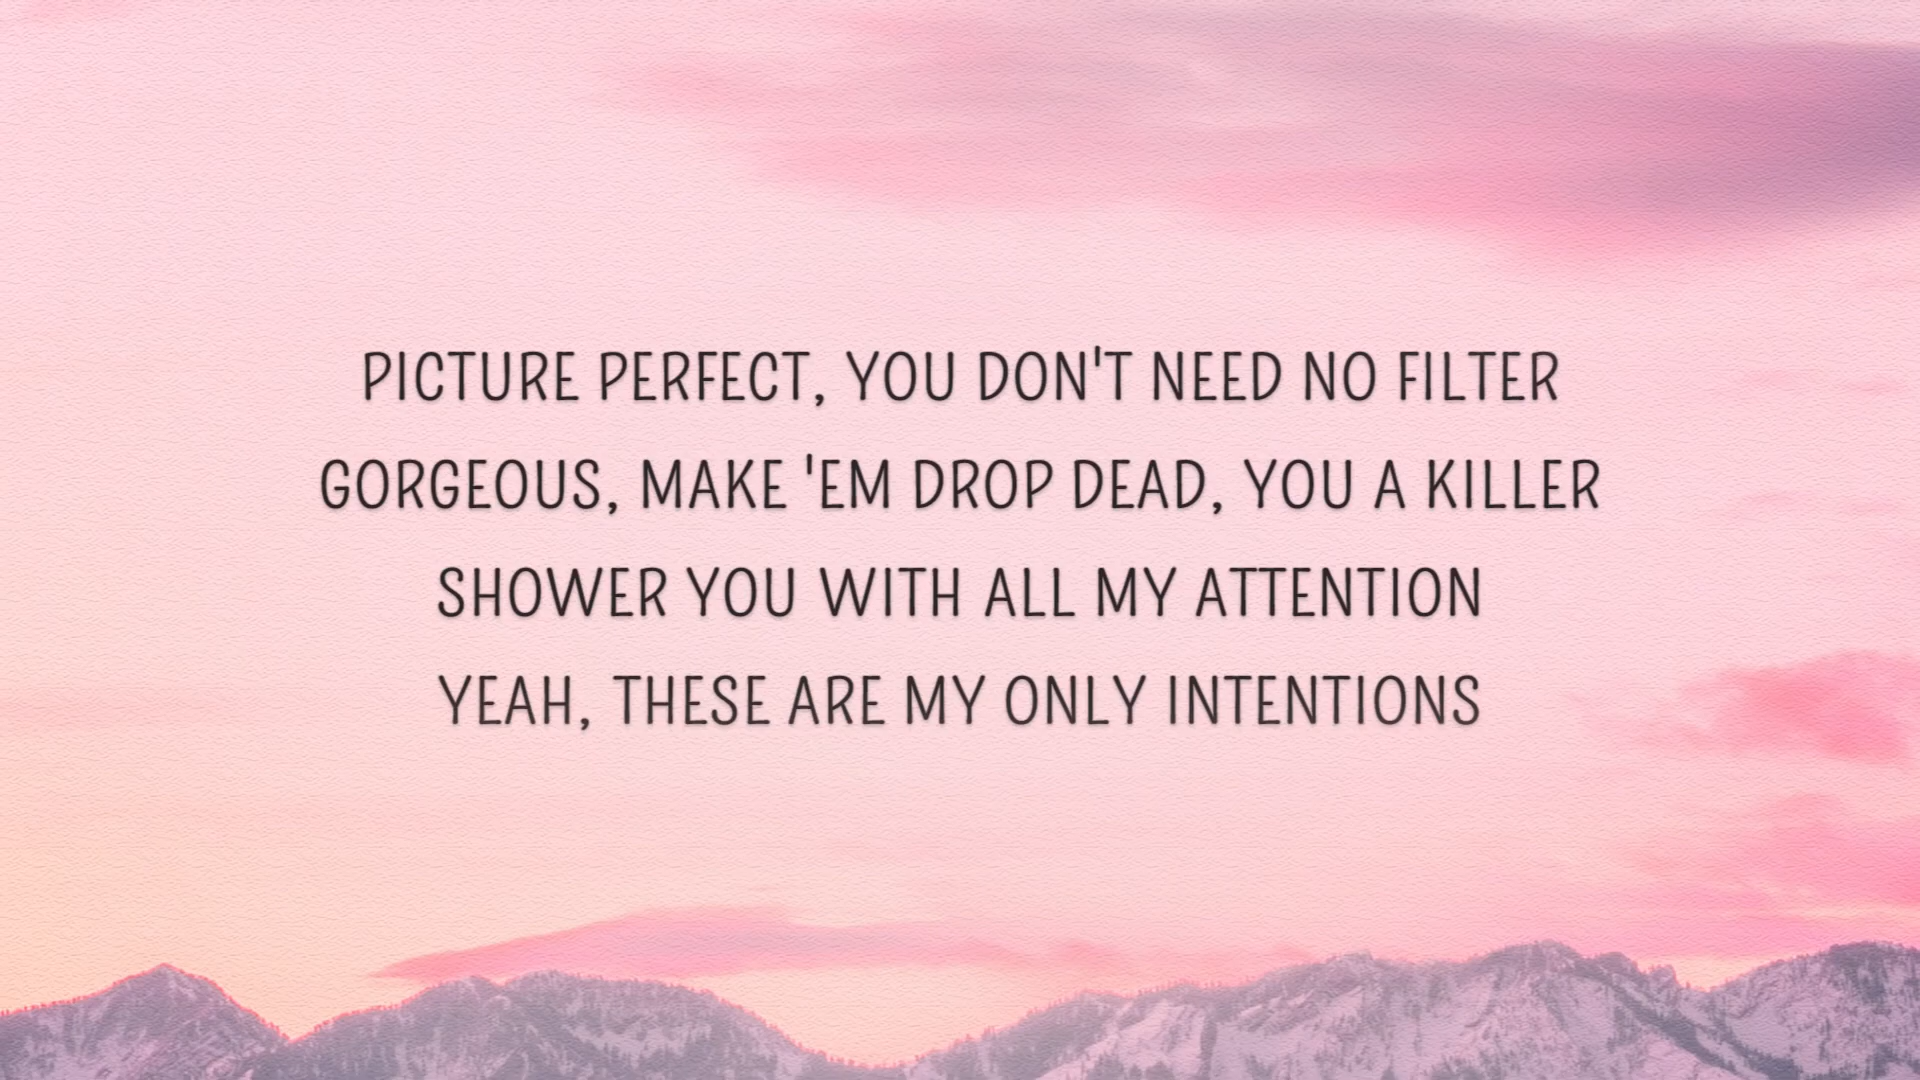 PICTURE PERFECT, YOU DON'T NEED NO FILTER
GORGEOUS, MAKE 'EM DROP DEAD, YOU A KILLER
SHOWER YOU WITH ALL MY ATTENTION
YEAH, THESE ARE MY ONLY INTENTIONS